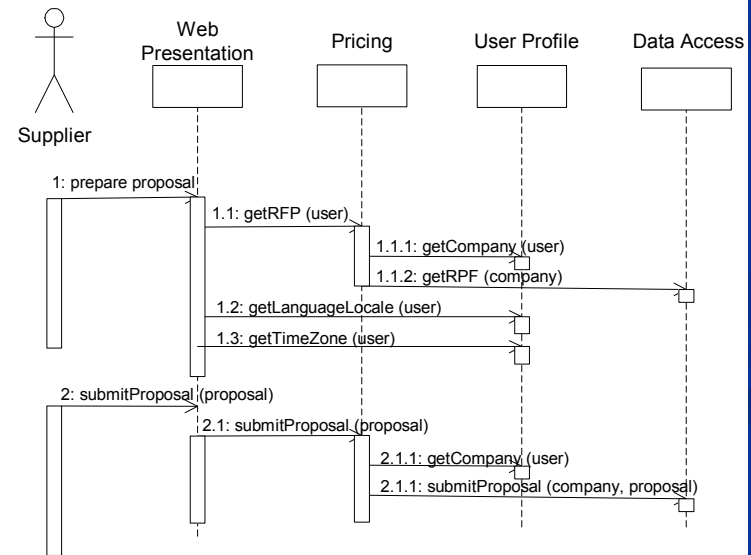 Web
Presentation
Pricing
User Profile
Data Access
Supplier
1: prepare proposal
1.1: getRFP (user)
1.1.1: getCompany (user)
1.1.2: getRPF (company)
1.2: getLanguageLocale (user)
1.3: getTimeZone (user)
2: submitProposal (proposal)
2.1: submitProposal (proposal)
2.1.1: getCompany (user)
2.1.1: submitProposal (company, proposal)